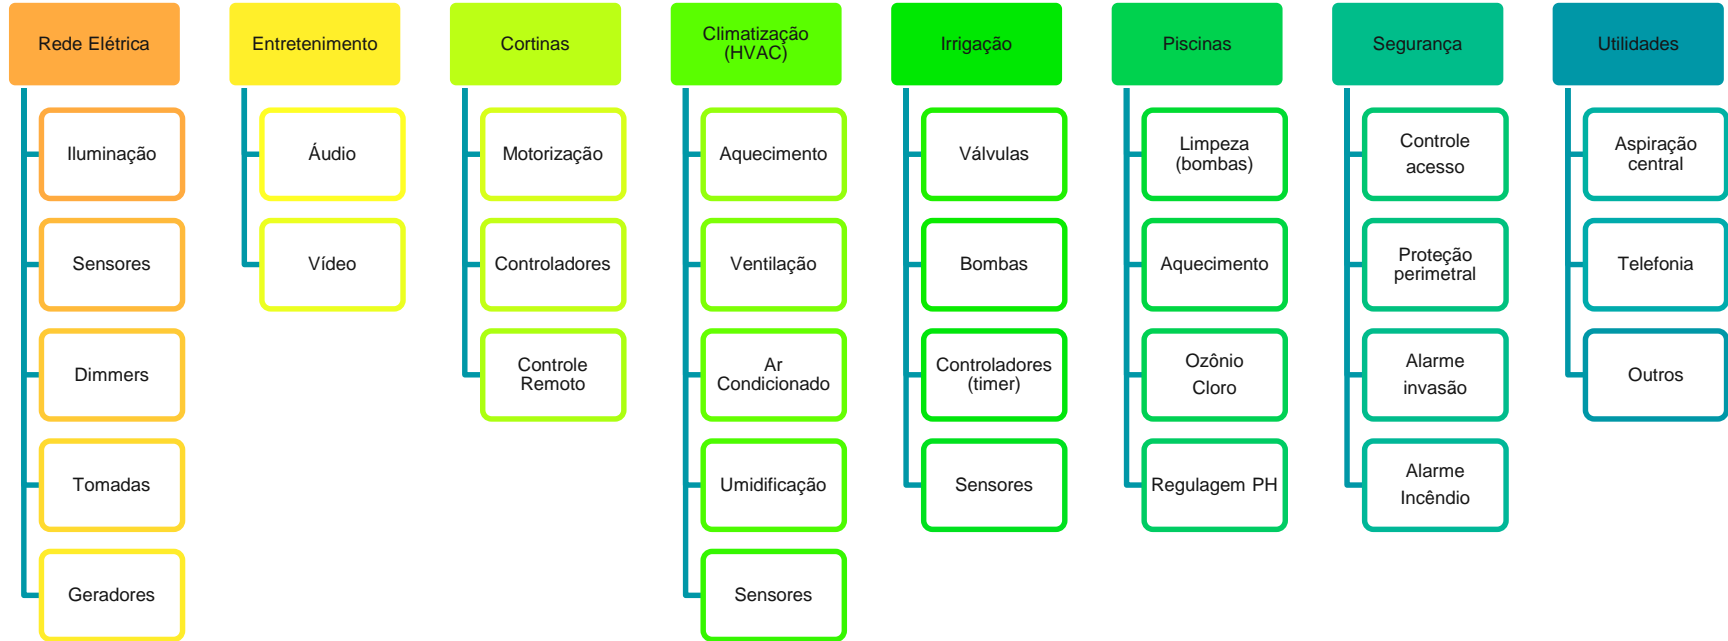 Rede Elétrica
Iluminação
Sensores
Dimmers
Tomadas
Geradores
Entretenimento
Áudio
Vídeo
Cortinas
Motorização
Controladores
Controle
Remoto
Climatização
(HVAC)
Aquecimento
Ventilação
Ar
Condicionado
Umidificação
Sensores
Irrigação
Válvulas
Bombas
Controladores
(timer)
Sensores
Piscinas
Limpeza
(bombas)
Aquecimento
Ozônio
Cloro
Regulagem PH
Segurança
Controle
acesso
Proteção
perimetral
Alarme
invasão
Alarme
Incêndio
Utilidades
Aspiração
central
Telefonia
Outros